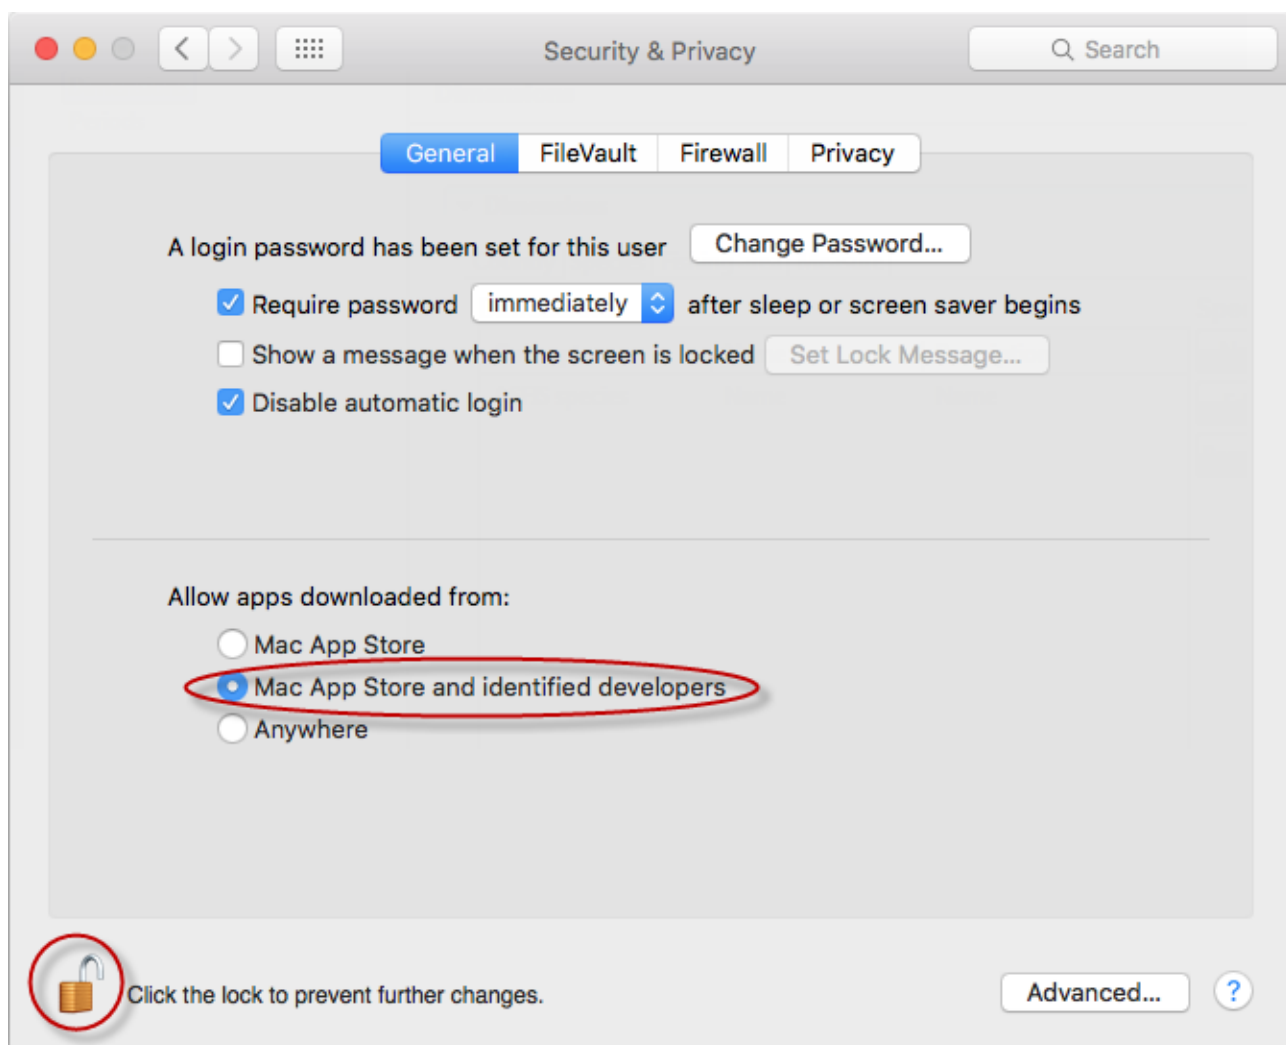 Security & Privacy
Search
General FileVault Firewall Privacy
A login password has been set for this user Change Password...
Require password immediately after sleep or screen saver begins
Show a message when the screen is locked Set Lock Message...
Disable automatic login
Allow apps downloaded from:
Mac App Store
Mac App Store and identified developers
Anywhere
Click the lock to prevent further changes.
Advanced... ?